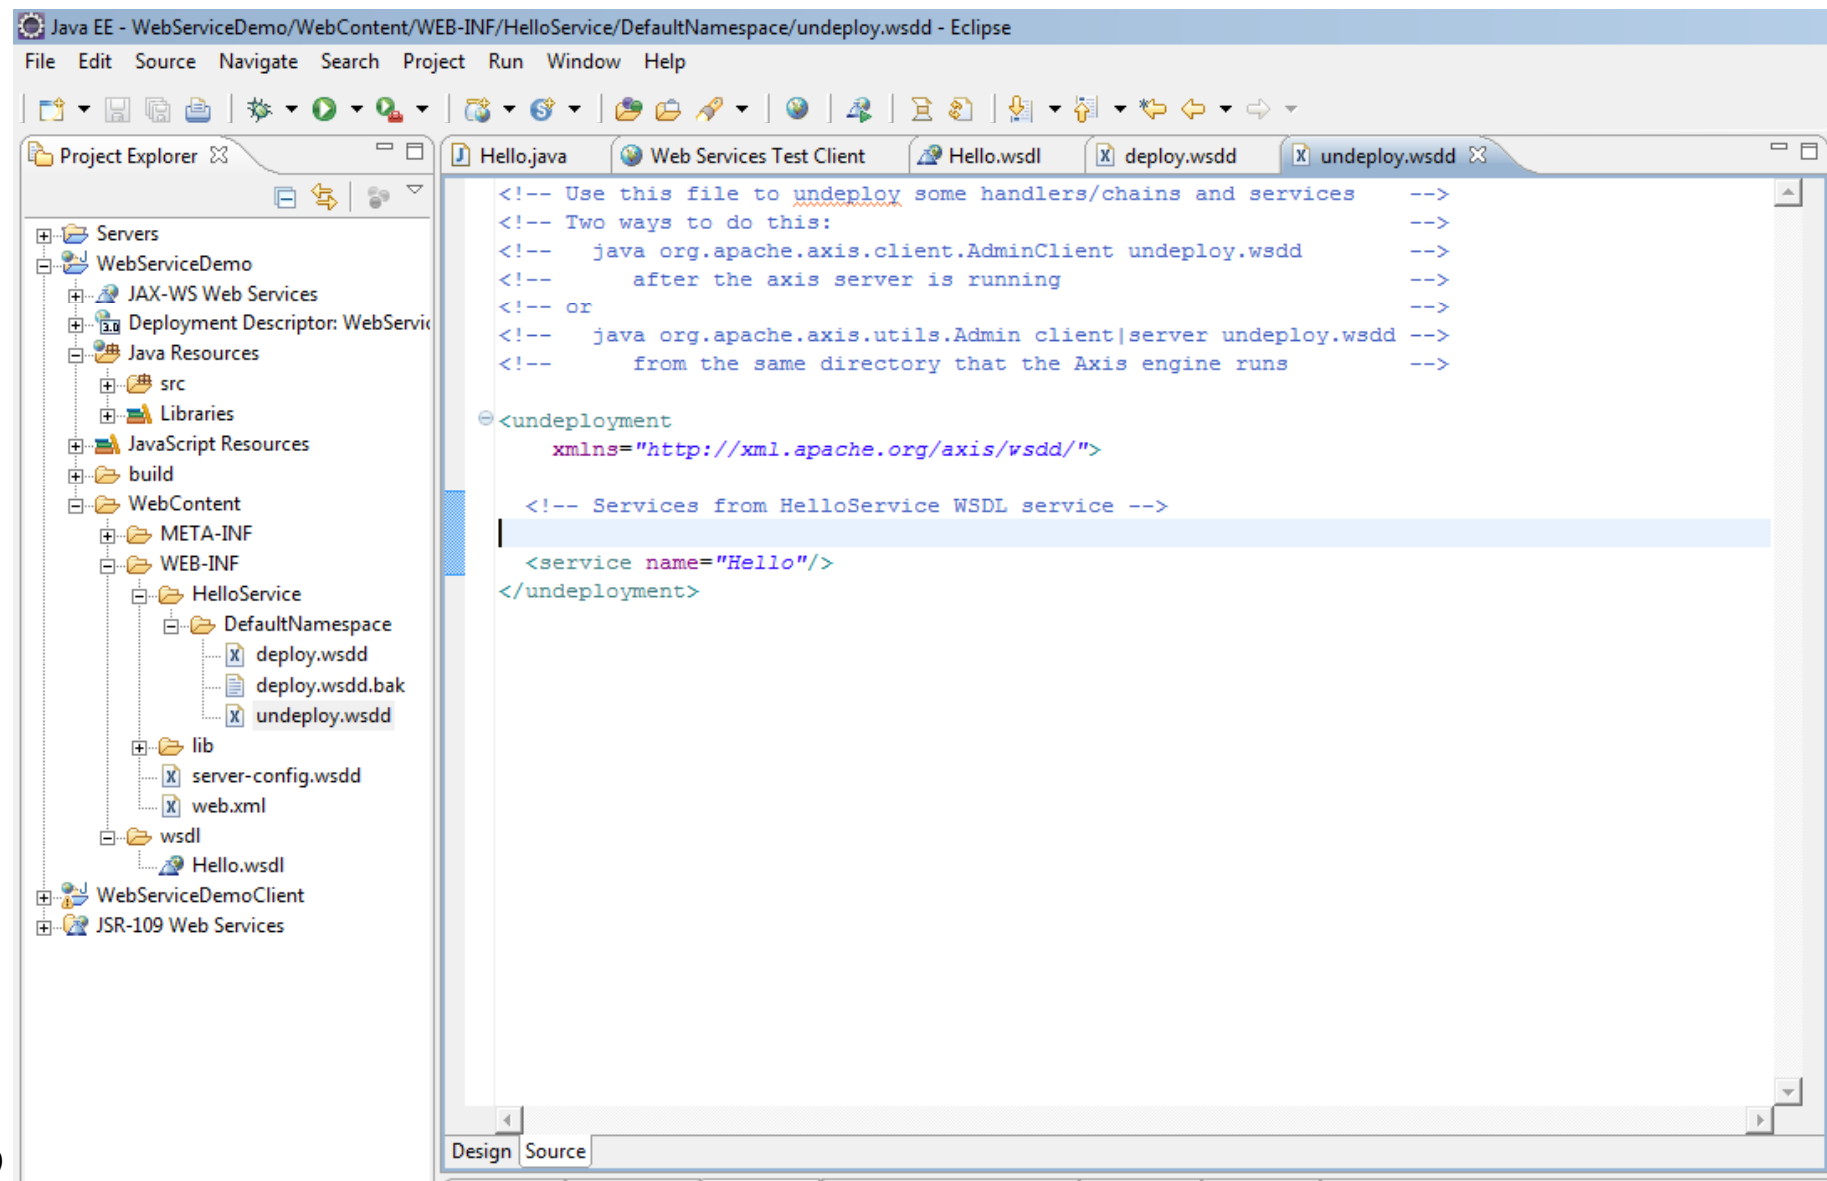 Java EE - WebServiceDemo/WebContent/WEB-INF/HelloService/DefaultNamespace/undeploy.wsdd - Eclipse
File Edit Source Navigate Search Project Run Window Help
Project Explorer
Servers
WebServiceDemo
JAX-WS Web Services
Deployment Descriptor: WebServic
Java Resources
src
Libraries
JavaScript Resources
build
WebContent
META-INF
WEB-INF
HelloService
DefaultNamespace
deploy.wsdd
deploy.wsdd.bak
undeploy.wsdd
lib
server-config.wsdd
web.xml
wsdl
Hello.wsdl
WebServiceDemoClient
JSR-109 Web Services
Hello.java Web Services Test Client Hello.wsdl deploy.wsdd undeploy.wsdd
<!-- Use this file to undeploy some handlers/chains and services -->
<!-- Two ways to do this: -->
<!-- java org.apache.axis.client.AdminClient undeploy.wsdd -->
<!-- after the axis server is running -->
<!-- or -->
<!-- java org.apache.axis.utils.Admin client|server undeploy.wsdd -->
<!-- from the same directory that the Axis engine runs -->
<undeployment
xmlns="http://xml.apache.org/axis/wsdd/">
<!-- Services from HelloService WSDL service -->
<service name="Hello"/>
</undeployment>
Design Source